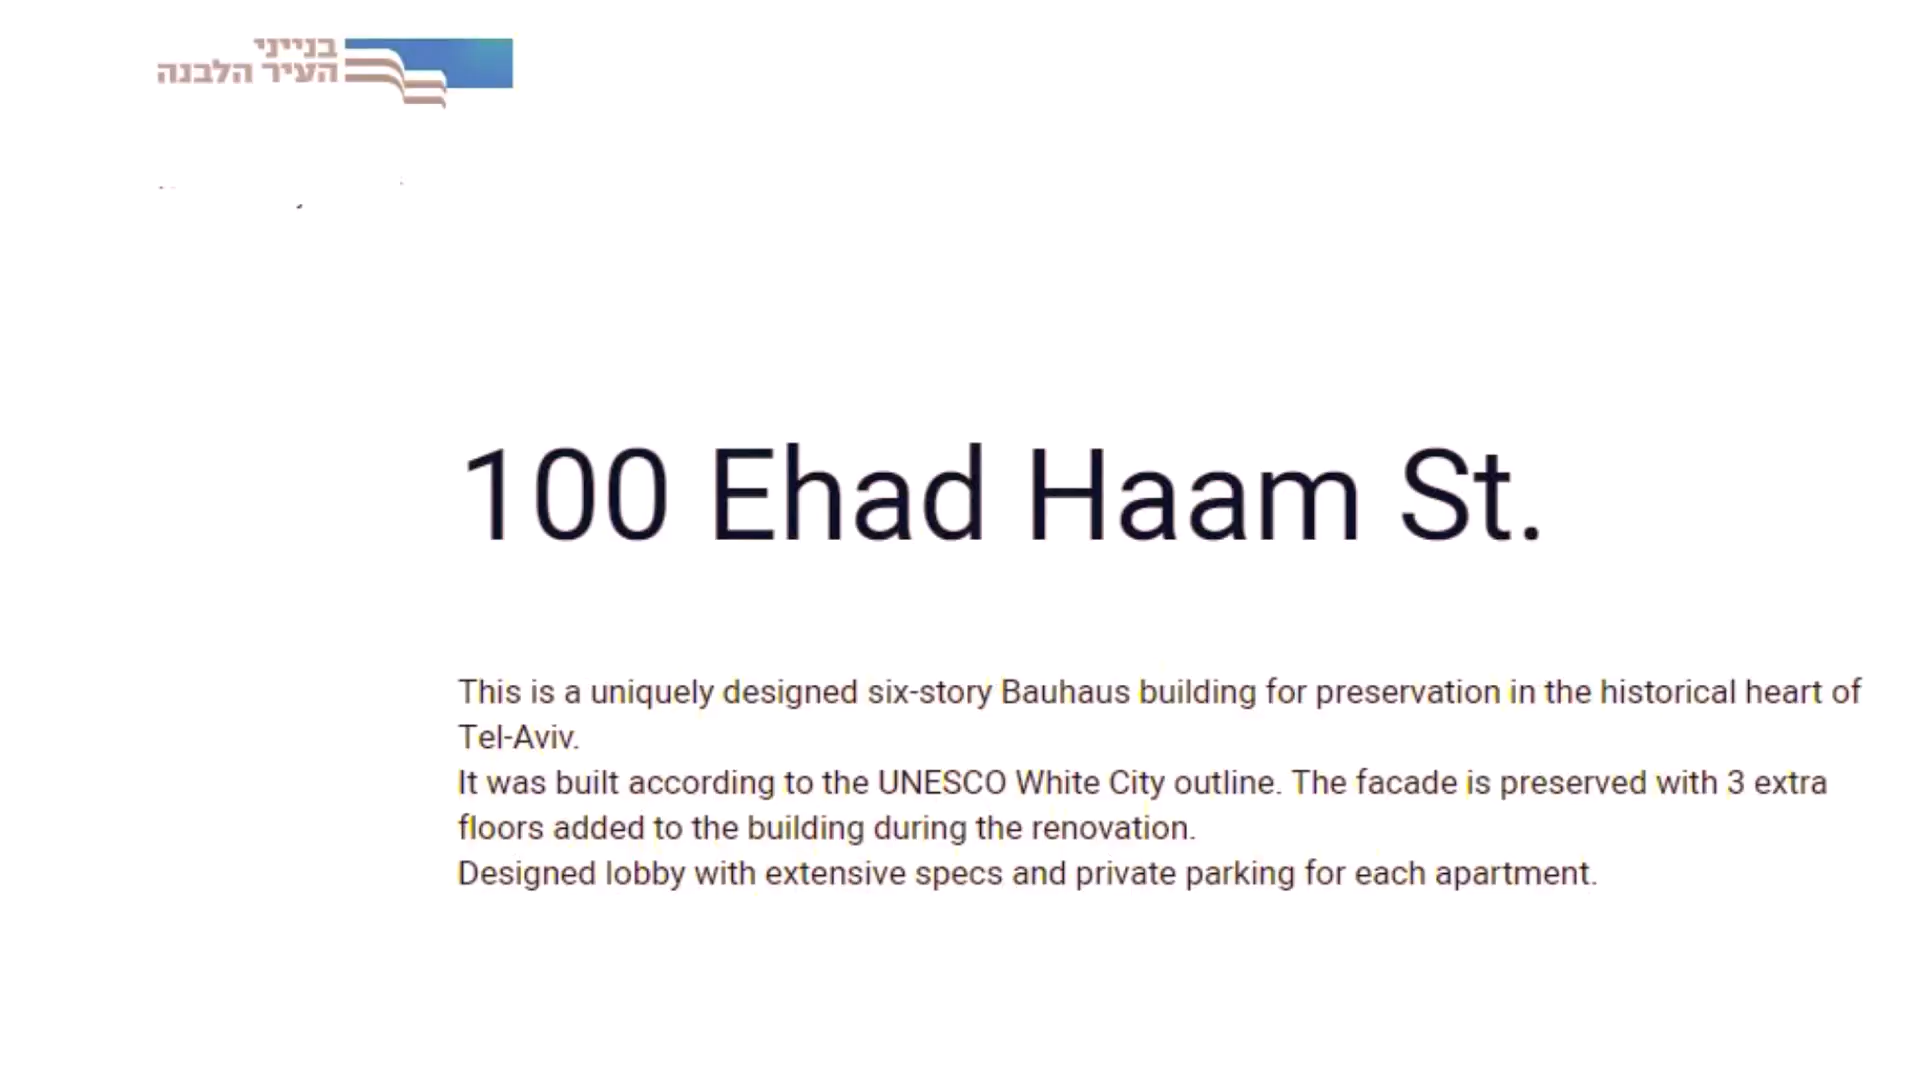 בנייני
העיר הלבנה
100 Ehad Haam St.
This is a uniquely designed six-story Bauhaus building for preservation in the historical heart of
Tel-Aviv.
It was built according to the UNESCO White City outline. The facade is preserved with 3 extra
floors added to the building during the renovation.
Designed lobby with extensive specs and private parking for each apartment.